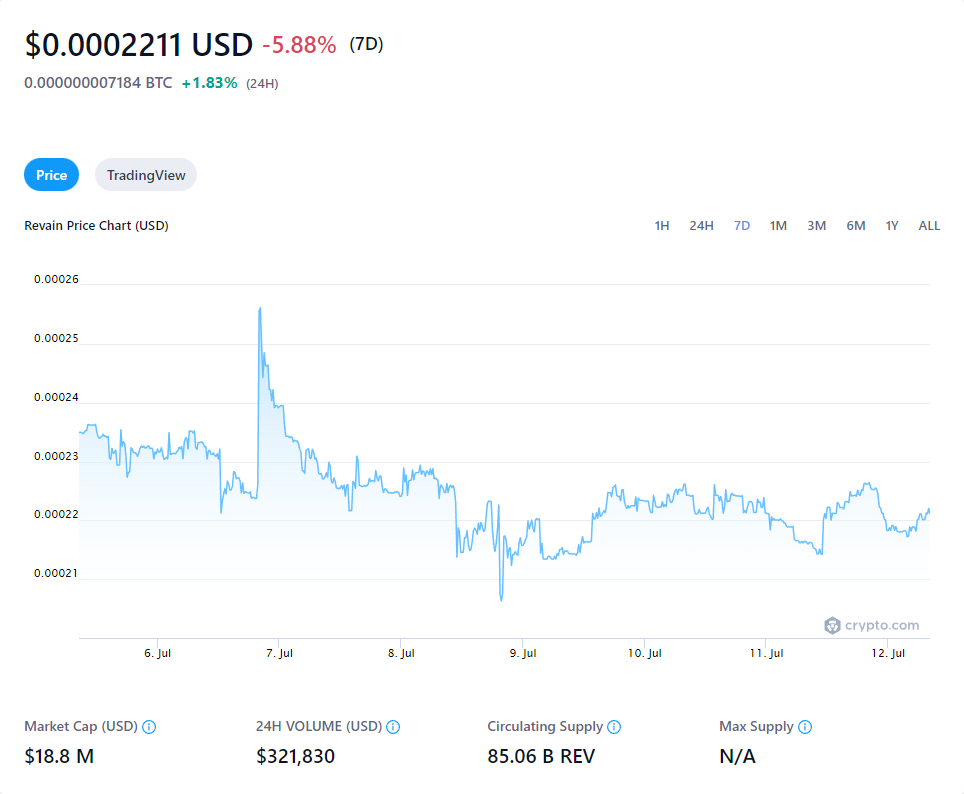 $0.0002211 USD -5.88% (7D)
0.000000007184 BTC +1.83% (24H)
Price TradingView
Revain Price Chart (USD) 1H 24H 7D 1M 3M 6M 1Y ALL
0.00026
0.00025
0.00024
0.00023
0.00022
0.00021
crypto.com
6. Jul 7. Jul 8. Jul 9. Jul 10. Jul 11. Jul 12. Jul
Market Cap (USD) 24H VOLUME (USD) Circulating Supply Max Supply
$18.8 M $321,830 85.06 B REV N/A